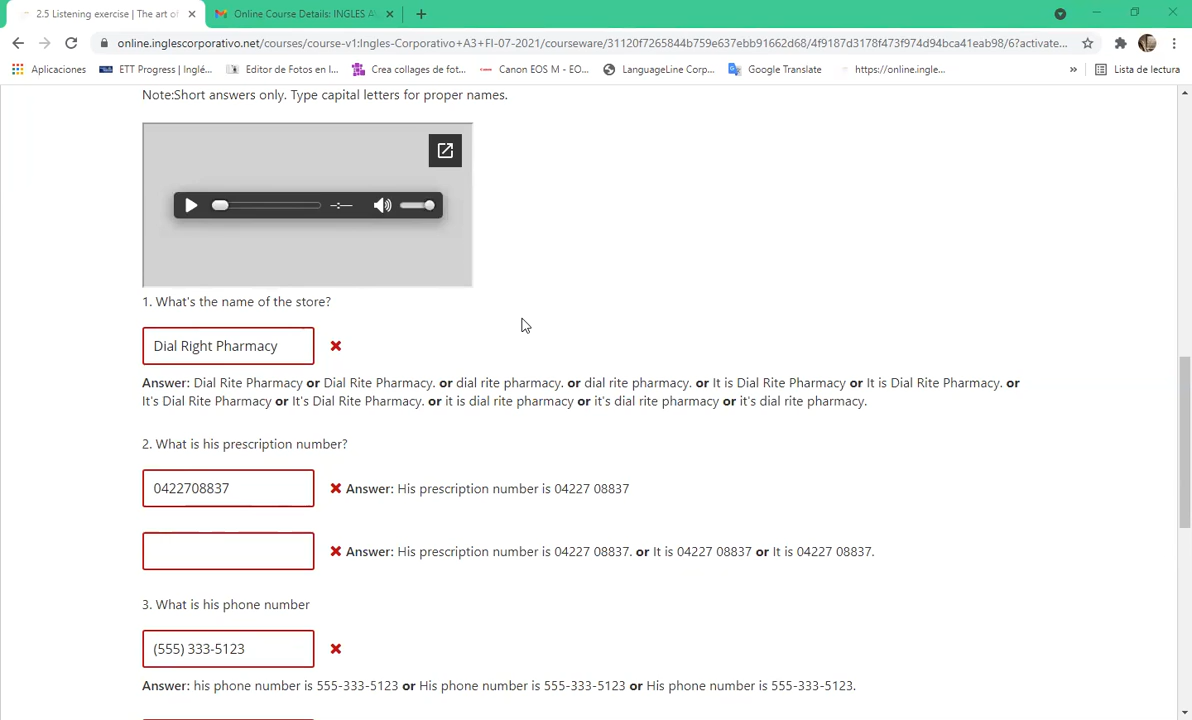 2.5 Listening exercise | The art of
Online Course Details: INGLES A
online.inglescorporativo.net/courses/course-v1:Ingles-Corporativo+A3+FI-07-2021/courseware/31120f7265844b759e637ebb91662d68/4f9187d3178f473f974d94bca41eab98/6?activate...
Aplicaciones
ETT Progress | Inglé...
Editor de Fotos en l...
Crea collages de fot...
Canon EOS M - EO...
LanguageLine Corp...
Google Translate
https://online.ingle...
»
Lista de lectura
Note:Short answers only. Type capital letters for proper names.
-:--
1. What's the name of the store?
Dial Right Pharmacy
Answer: Dial Rite Pharmacy or Dial Rite Pharmacy. or dial rite pharmacy. or dial rite pharmacy. or It is Dial Rite Pharmacy or It is Dial Rite Pharmacy. or
It's Dial Rite Pharmacy or It's Dial Rite Pharmacy. or it is dial rite pharmacy or it's dial rite pharmacy or it's dial rite pharmacy.
2. What is his prescription number?
0422708837
Answer: His prescription number is 04227 08837
Answer: His prescription number is 04227 08837. or It is 04227 08837 or It is 04227 08837.
3. What is his phone number
(555) 333-5123
Answer: his phone number is 555-333-5123 or His phone number is 555-333-5123 or His phone number is 555-333-5123.